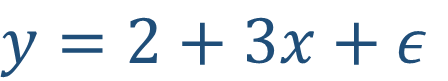 y = 2 + 3x + ϵ